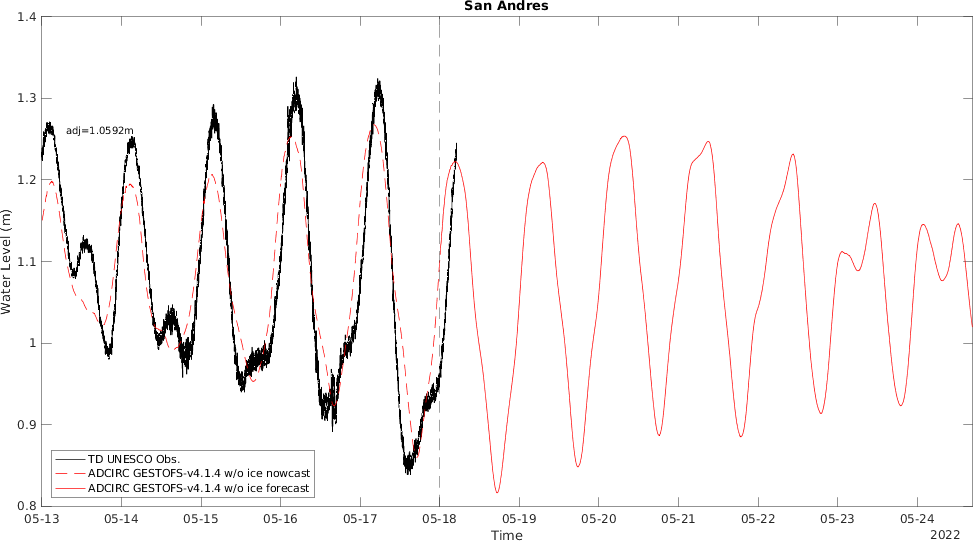 San Andres
1.4
1.3
1.2
1.1
1
0.9
0.8
Water Level (m)
adj=1.0592m
TD UNESCO Obs.
ADCIRC GESTOFS-v4.1.4 w/o ice nowcast
ADCIRC GESTOFS-v4.1.4 w/o ice forecast
05-13 05-14 05-15 05-16 05-17 05-18 05-19 05-20 05-21 05-22 05-23 05-24
Time
2022